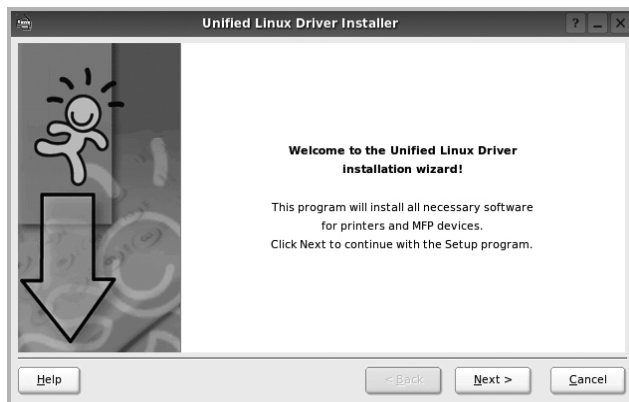 Unified Linux Driver Installer
Welcome to the Unified Linux Driver
installation wizard!
This program will install all necessary software
for printers and MFP devices.
Click Next to continue with the Setup program.
Help
< Back
Next >
Cancel